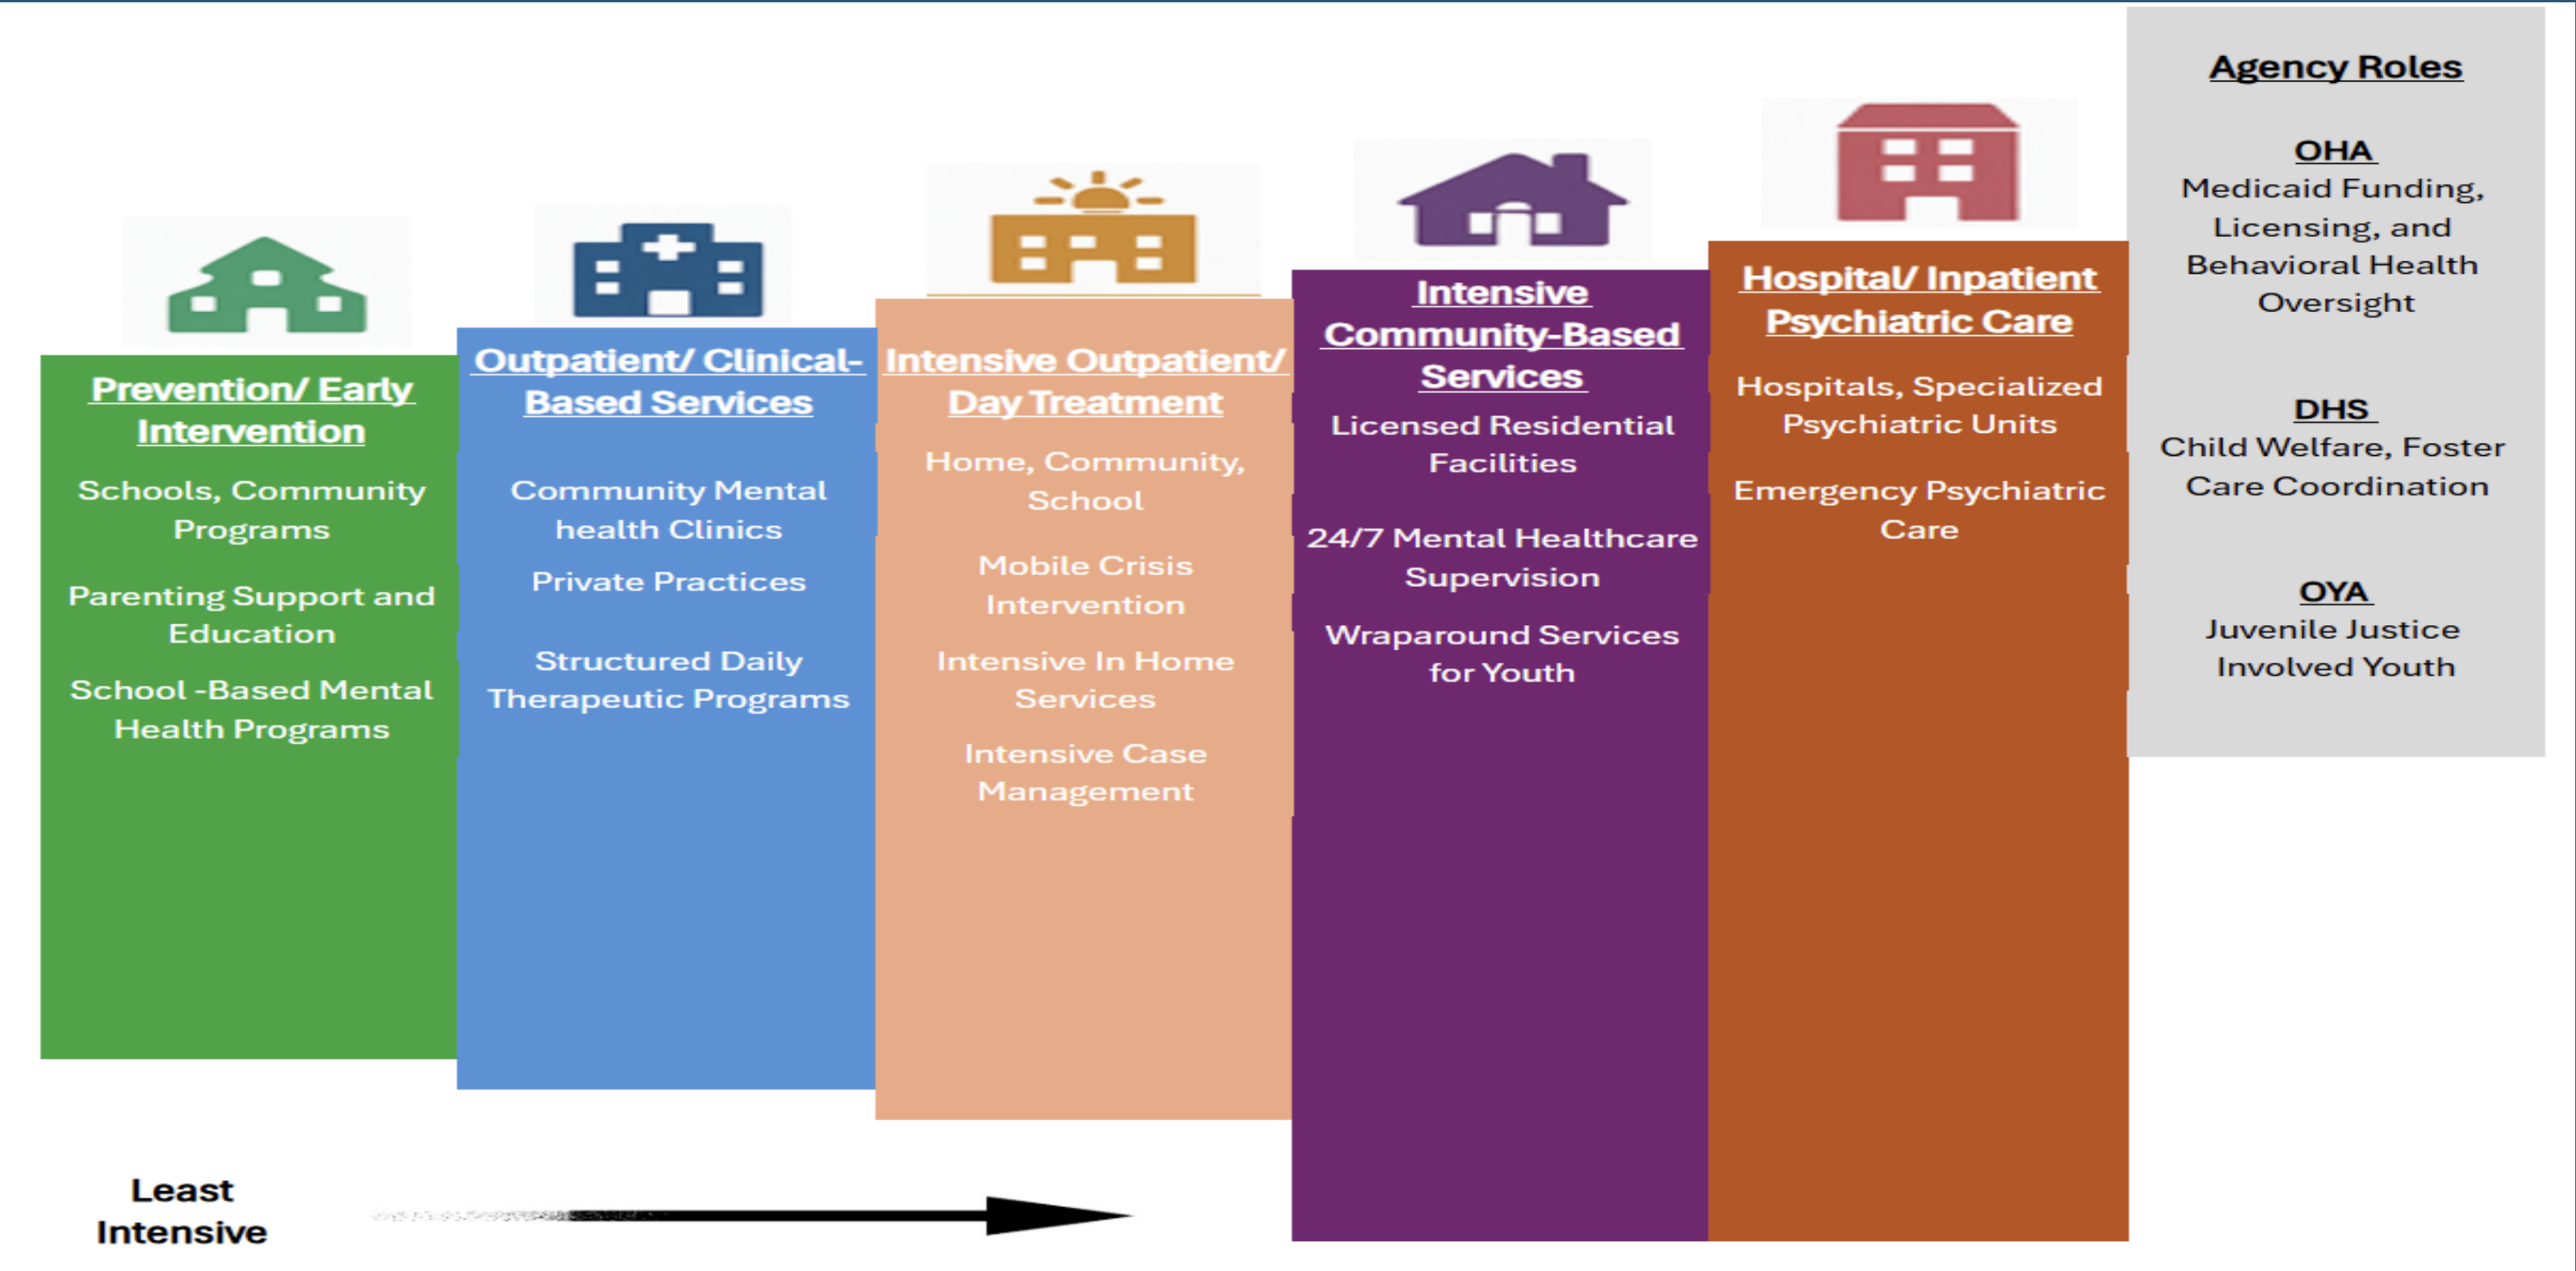 Prevention/ Early
Intervention
Schools, Community
Programs
Parenting Support and
Education
School -Based Mental
Health Programs
Outpatient/ Clinical-
Based Services
Community Mental
health Clinics
Private Practices
Structured Daily
Therapeutic Programs
Intensive Outpatient/
Day Treatment
Home, Community,
School
Mobile Crisis
Intervention
Intensive In Home
Services
Intensive Case
Management
Intensive
Community-Based
Services
Licensed Residential
Facilities
24/7 Mental Healthcare
Supervision
Wraparound Services
for Youth
Hospital/ Inpatient
Psychiatric Care
Hospitals, Specialized
Psychiatric Units
Emergency Psychiatric
Care
Agency Roles
OHA
Medicaid Funding,
Licensing, and
Behavioral Health
Oversight
DHS
Child Welfare, Foster
Care Coordination
OYA
Juvenile Justice
Involved Youth
Least
Intensive